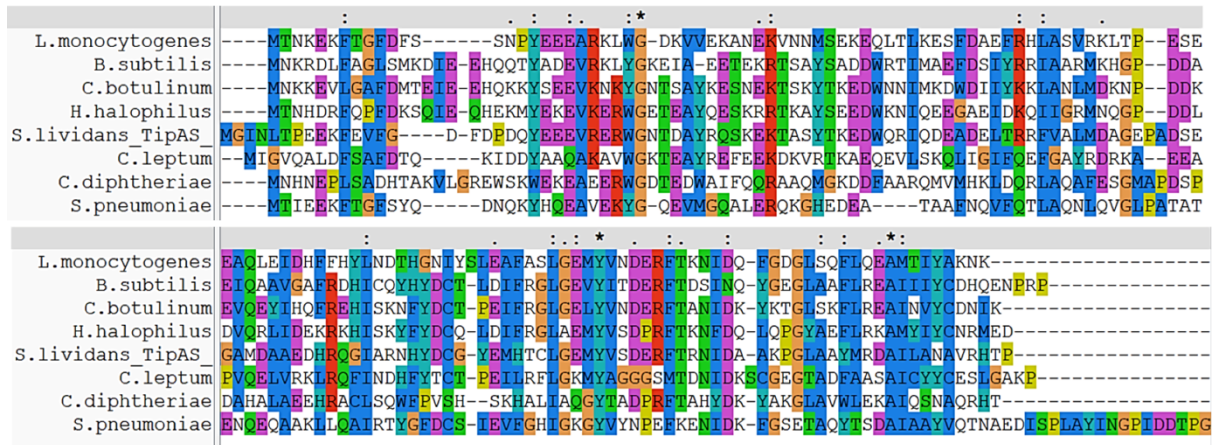 : . : : . : * . : : : .
L.monocytogenes ----MTNKEKFTGFDFS------SNPYEEEARKLWG-DKVVEKANEKVNNMSEKEQLTLKESFDAEFRHLASVRKLTP--ESE
B.subtilis ----MNKRDLFAGLSMKDIE-EHQQTYADEVRKLYGKEIA-EETEKRTSAYSADDWRTIMAEFDSIYRRIAARMKHGP--DDA
C.botulinum ----MNKKEVLGAFDMTEIE-EHQKKYSEEVKNKYGNTSAYKESNEKTSKYTKEDWNNIMKDWDIIYKKLANLMDKNP--DDK
H.halophilus ----MTNHDRFQPFDKSQIE-QHEKMYEKEVKERWGETEAYQESKRRTKAYSKEDWKNIQEEGAEILKQIIGRMNQGP--DDL
S.lividans_TipAS_ MGINLTPEEKFEVFG----D-FDPDQYEEEVRERWGNTDAYRQSKEKTASYTKEDWQRIQDEADELTRRFVALMDAGEPADSE
C.leptum --MIGVQALDFSAFDTQ-----KIDDYAAQAKAVWGKTEAYREFEEKDKVRTKAEQEVLSKQLIGIFQEFGAYRDRKA--EEA
C.diphtheriae ----MNHNEPLSADHTAKVLGREWSKWEKEAEERWGDTEDWAIFQQRAAQMGKDDFAARQMVMHKLDQRLAQAFESGMAPDSP
S.pneumoniae ----MTIEEKFTGFSYQ----DNQKYHQEAVEKYG-QEVMGQALERQKGHEDEA----TAAFNQVFQTLAQNLQVGLPATAT
: . :.: * . :. : : : .*:
L.monocytogenes EAQLEIDHFFHYLNDTHGNIYSLEAFASLGEMYVNDERFTKNIDQ-FGDGLSQFLQEAMTIYAKNK---
B.subtilis EIQAAVGAFRDHICQYHYDCT-LDIFRGLGEVYITDERFTDSINQ-YGEGLAAFLREAIIIYCDHQENPRP
C.botulinum EVQEYIHQFREHISKNFYDCT-PEIFRGLGELYVNDERFTANIDK-YKTGLSKFLREAINVYCDNIK
H.halophilus DVQRLIDEKRKHISKYFYDCQ-LDIFRGLAEMYVSDPRFTKNFDQ-LQPGYAEFLRKAMYIYCNRMED
S.lividans_TipAS_ GAMDAAEDHRQGIARNHYDCG-YEMHTCLGEMYVSDERFTRNIDA-AKPGLAAYMRDAILANAVRHTP
C.leptum PVQELVRKLRQFINDHFYTCT-PEILRFLGKMYAGGGSMTDNIDKSCGEGTADFAASAICYYCESLGAKP
C.diphtheriae DAHALAEEHRACLSQWFPVSH--SKHALIAQGYTADPRFTAHYDK-YAKGLAVWLEKAIQSNAQRHT
S.pneumoniae ENQEQAAKLLQAIRTYGFDCS-IEVFGHIGKGYVYNPEFKENIDK-FGSETAQYTSDAIAAYVQTNAEDISPLAYINGPIDDTPG